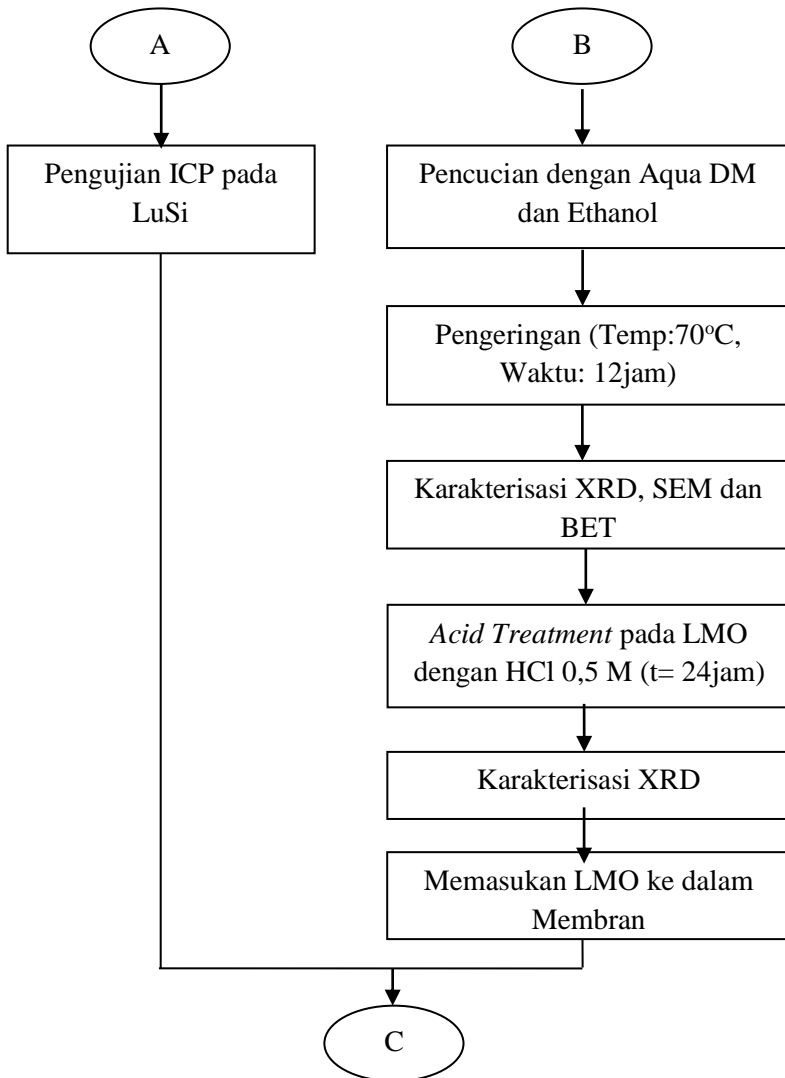 A
B
Pengujian ICP pada
LuSi
Pencucian dengan Aqua DM
dan Ethanol
Pengeringan (Temp:70°C,
Waktu: 12jam)
Karakterisasi XRD, SEM dan
BET
Acid Treatment pada LMO
dengan HCl 0,5 M (t= 24jam)
Karakterisasi XRD
Memasukan LMO ke dalam
Membran
C